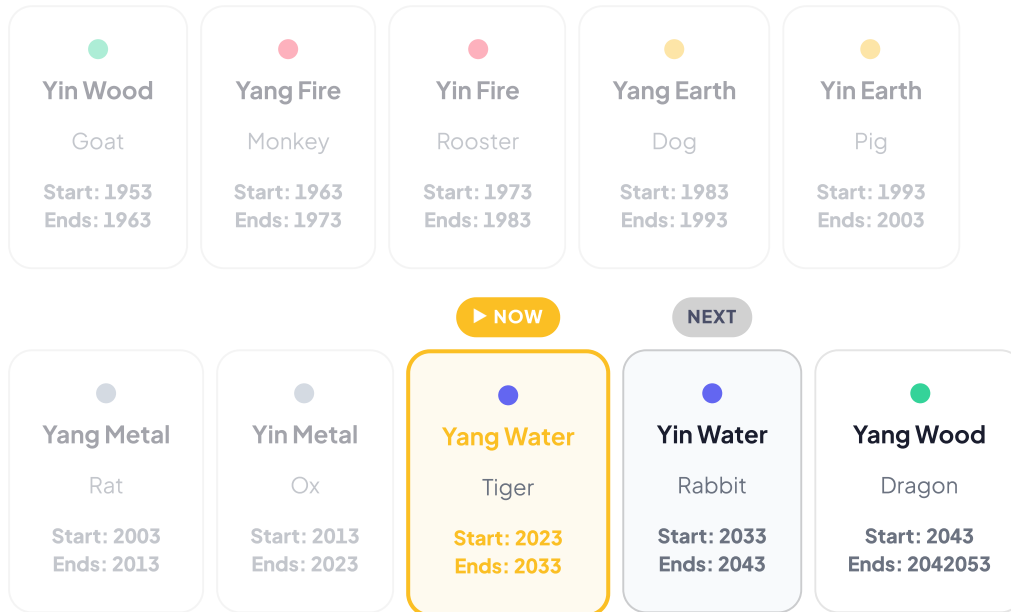 Yin Wood
Goat
Start: 1953
Ends: 1963
Yang Fire
Monkey
Start: 1963
Ends: 1973
Yin Fire
Rooster
Start: 1973
Ends: 1983
Yang Earth
Dog
Start: 1983
Ends: 1993
Yin Earth
Pig
Start: 1993
Ends: 2003
Yang Metal
Rat
Start: 2003
Ends: 2013
Yin Metal
Ox
Start: 2013
Ends: 2023
NOW
Yang Water
Tiger
Start: 2023
Ends: 2033
NEXT
Yin Water
Rabbit
Start: 2033
Ends: 2043
Yang Wood
Dragon
Start: 2043
Ends: 2042053